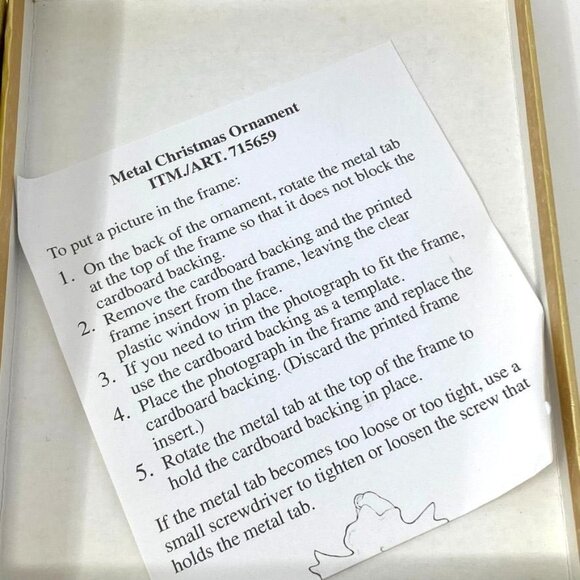 Metal Christmas Ornament
ITM./ART. 715659
To put a picture in the frame:
1. On the back of the ornament, rotate the metal tab
at the top of the frame so that it does not block the
cardboard backing.
2. Remove the cardboard backing and the printed
frame insert from the frame, leaving the clear
plastic window in place.
3. If you need to trim the photograph to fit the frame,
use the cardboard backing as a template.
4. Place the photograph in the frame and replace the
cardboard backing. (Discard the printed frame
insert.)
5. Rotate the metal tab at the top of the frame to
hold the cardboard backing in place.
If the metal tab becomes too loose or too tight, use a
small screwdriver to tighten or loosen the screw that
holds the metal tab.